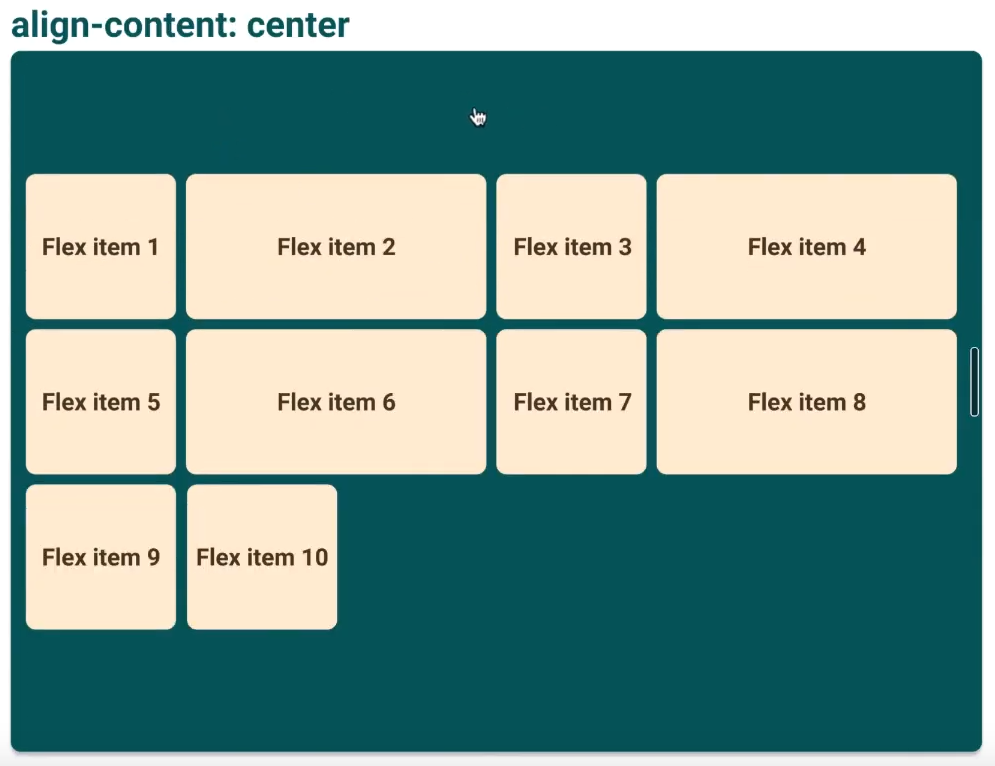 align-content: center
Flex item 1
Flex item 2
Flex item 3
Flex item 4
Flex item 5
Flex item 6
Flex item 7
Flex item 8
Flex item 9
Flex item 10